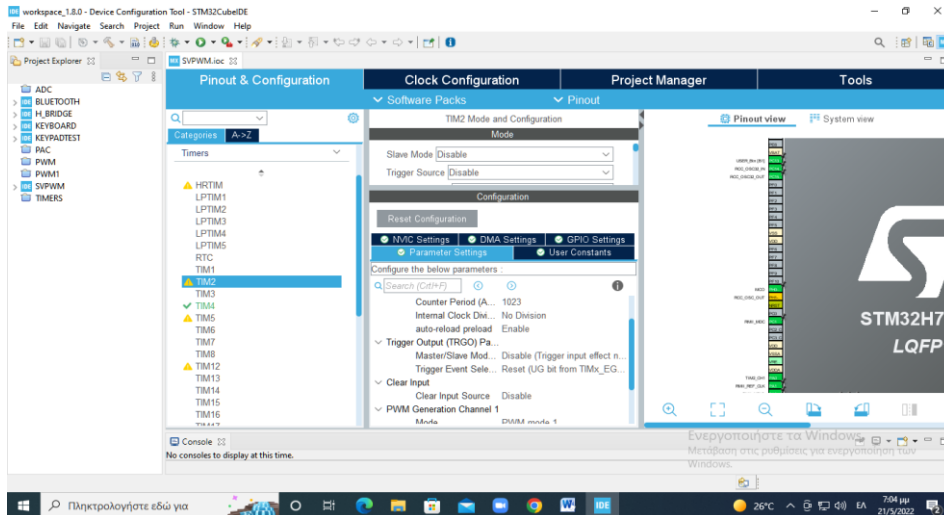 workspace_1.8.0 - Device Configuration Tool - STM32CubeIDE
File Edit Navigate Search Project Run Window Help
Project Explorer
SVPWM.ioc
ADC
BLUETOOTH
H_BRIDGE
KEYBOARD
KEYPADTEST
PAC
PWM
PWM1
SVPWM
TIMERS
Pinout & Configuration
Clock Configuration
Project Manager
Tools
Software Packs
Pinout
Categories
A->Z
Timers
HRTIM
LPTIM1
LPTIM2
LPTIM3
LPTIM4
LPTIM5
RTC
TIM1
TIM2
TIM3
TIM4
TIM5
TIM6
TIM7
TIM8
TIM12
TIM13
TIM14
TIM15
TIM16
TIM17
TIM2 Mode and Configuration
Mode
Slave Mode Disable
Trigger Source Disable
Configuration
Reset Configuration
NVIC Settings
DMA Settings
GPIO Settings
Parameter Settings
User Constants
Configure the below parameters :
Search (Crtl+F)
Counter Period (A... 1023
Internal Clock Divi... No Division
auto-reload preload Enable
Trigger Output (TRGO) Pa...
Master/Slave Mod... Disable (Trigger input effect n...
Trigger Event Sele... Reset (UG bit from TIMx_EG...
Clear Input
Clear Input Source Disable
PWM Generation Channel 1
Mode PWM mode 1
Pinout view
System view
STM32H7
LQFP
Console
No consoles to display at this time.
Ενεργοποιήστε τα Windows
Μετάβαση στις ρυθμίσεις για ενεργοποίηση των
Windows.
Πληκτρολογήστε εδώ για
26°C
ΕΛ
7:04 μμ
21/5/2022